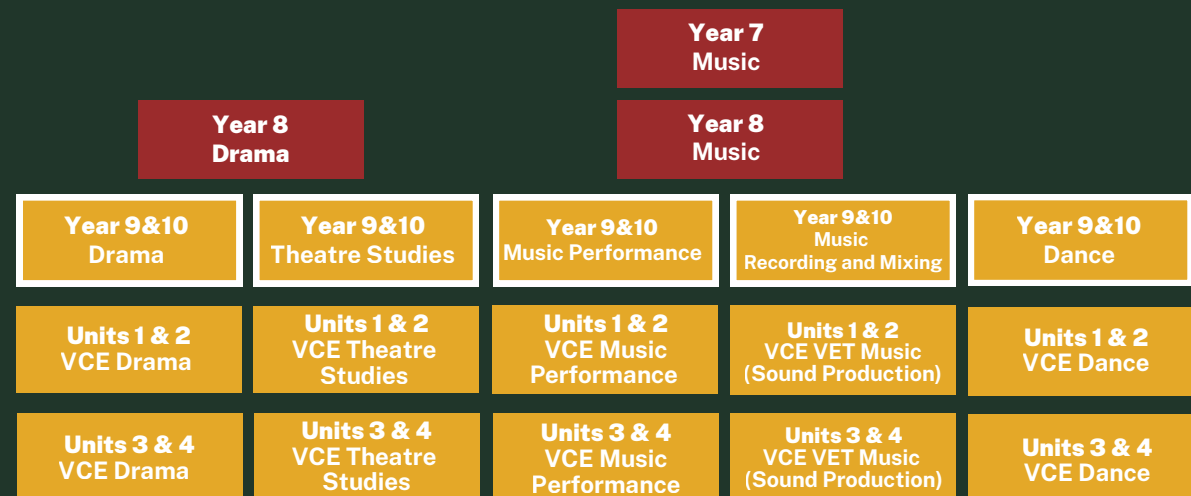 Year 7
Music
Year 8
Drama
Year 8
Music
Year 9&10
Drama
Year 9&10
Theatre Studies
Year 9&10
Music Performance
Year 9&10
Music
Recording and Mixing
Year 9&10
Dance
Units 1 & 2
VCE Drama
Units 1 & 2
VCE Theatre
Studies
Units 1 & 2
VCE Music
Performance
Units 1 & 2
VCE VET Music
(Sound Production)
Units 1 & 2
VCE Dance
Units 3 & 4
VCE Drama
Units 3 & 4
VCE Theatre
Studies
Units 3 & 4
VCE Music
Performance
Units 3 & 4
VCE VET Music
(Sound Production)
Units 3 & 4
VCE Dance